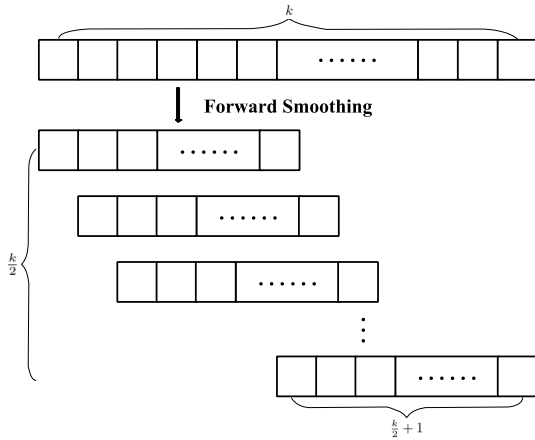 k
......
Forward Smoothing
......
......
k/2
......
⋮
......
k/2 + 1